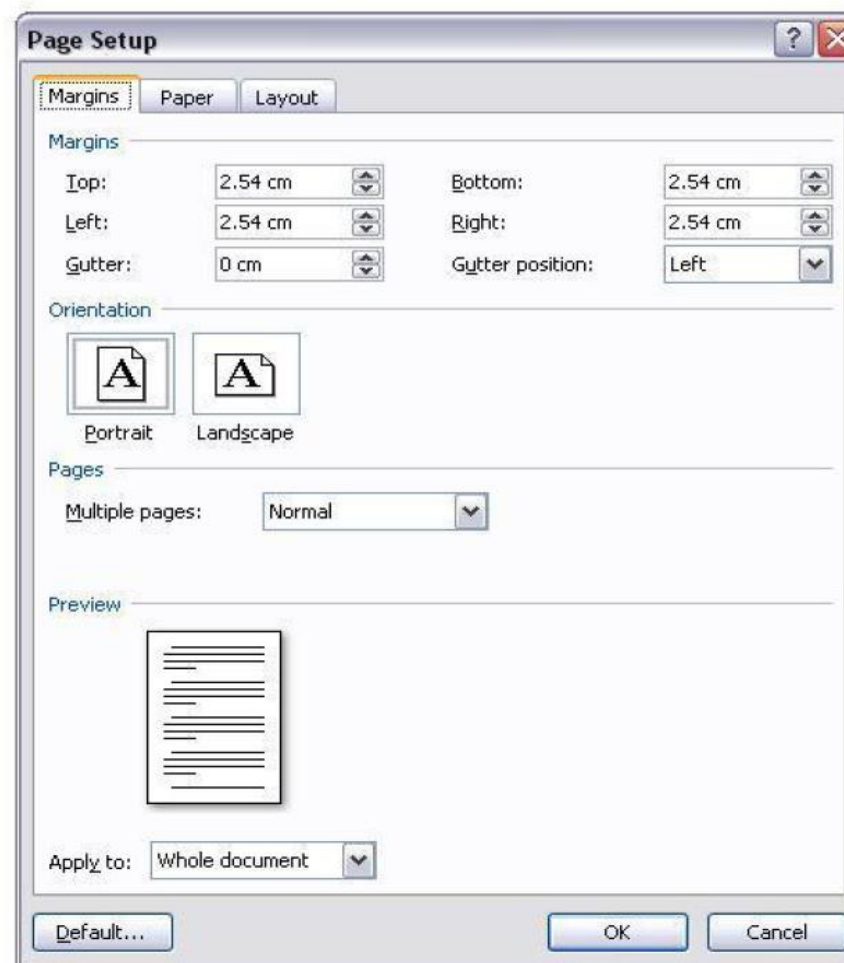 Page Setup
Margins Paper Layout
Margins
Top: 2.54 cm Bottom: 2.54 cm
Left: 2.54 cm Right: 2.54 cm
Gutter: 0 cm Gutter position: Left
Orientation
A A
Portrait Landscape
Pages
Multiple pages: Normal
Preview
Apply to: Whole document
Default... OK Cancel